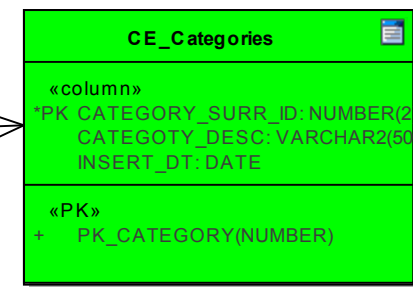 CE_Categories
«column»
*PK CATEGORY_SURR_ID: NUMBER(2
CATEGOTY_DESC: VARCHAR2(50
INSERT_DT: DATE
«PK»
+ PK_CATEGORY(NUMBER)